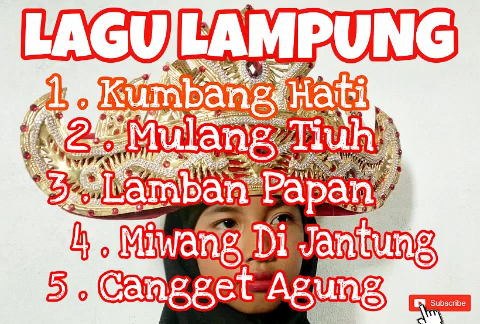 LAGU LAMPUNG
1. Kumbang Hati
2. Mulang Tiuh
3. Lamban Papan
4. Miwang Di Jantung
5. Cangget Agung
Subscribe